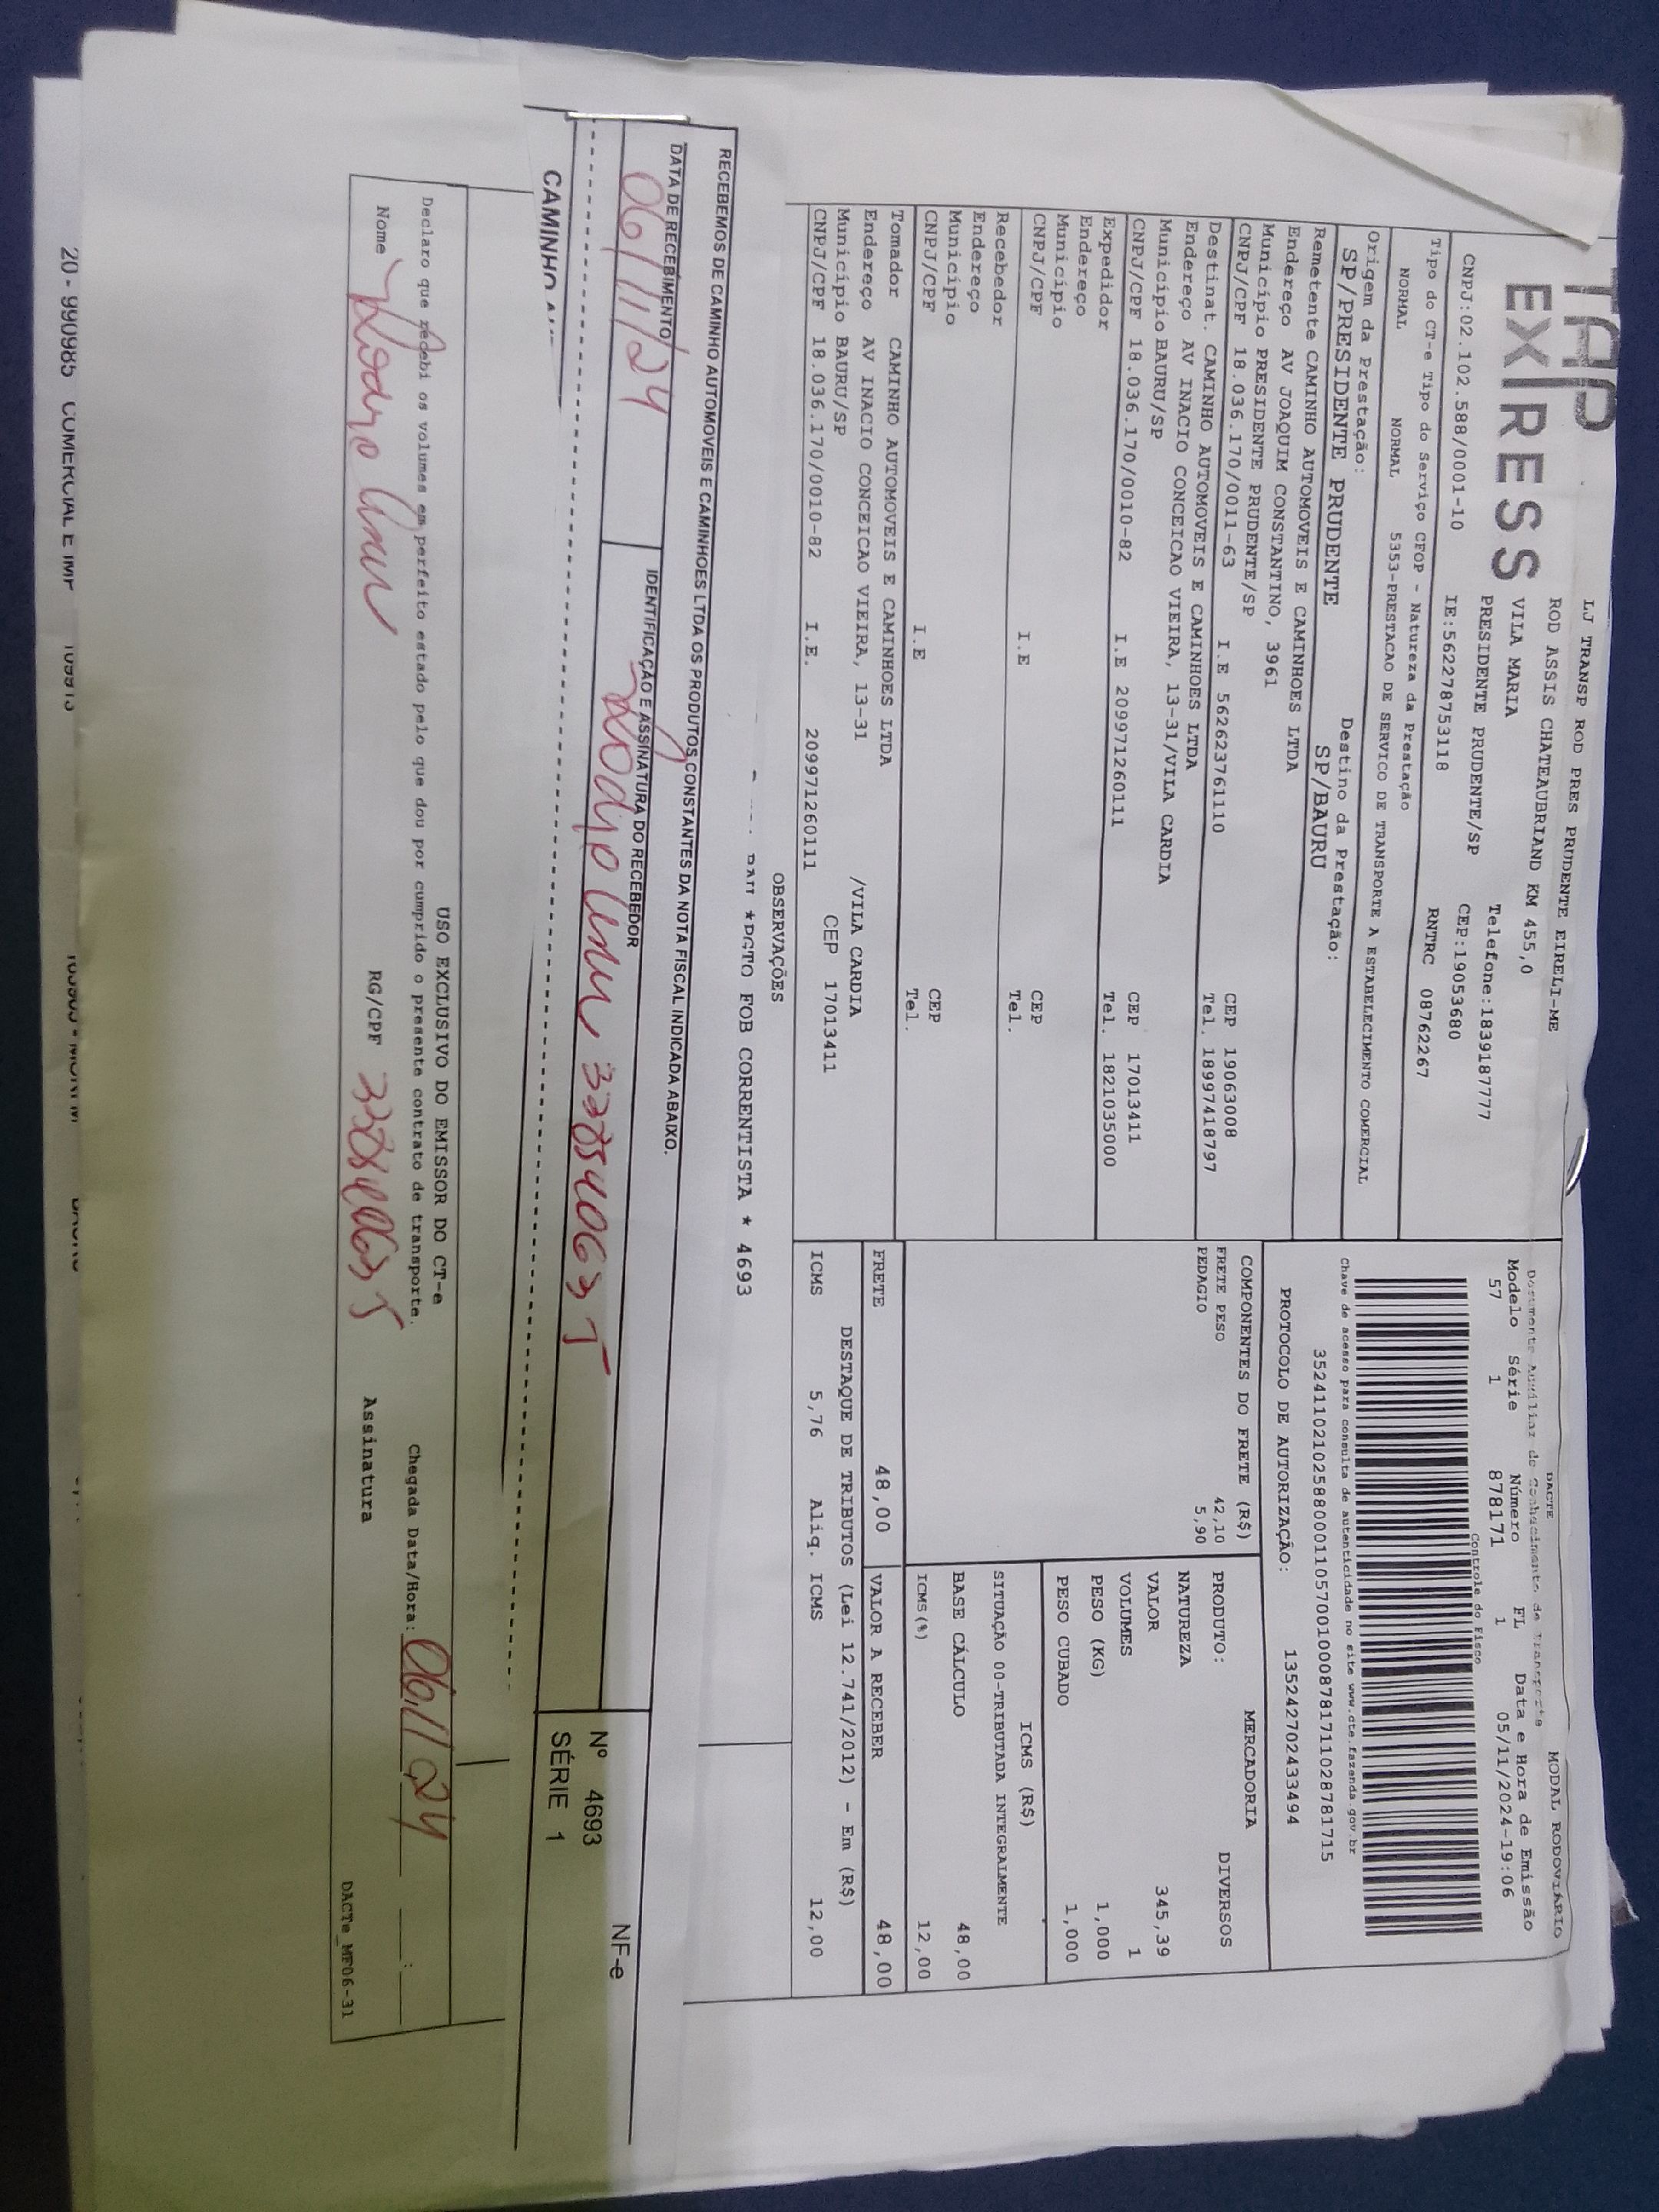 TAP
EXPRESS
LJ TRANSP ROD PRES PRUDENTE EIRELI-ME
ROD ASSIS CHATEAUBRIAND KM 455,0
VILA MARIA Telefone:1839187777
PRESIDENTE PRUDENTE/SP CEP:19053680
CNPJ:02.102.588/0001-10 IE:562278753118 RNTRC 08762267
DACTE MODAL RODOVIÁRIO
Documento Auxiliar do Conhecimento de Transporte
Modelo Série Número FL Data e Hora de Emissão
57 1 878171 1 05/11/2024-19:06
Controle do Fisco
Tipo do CT-e Tipo do Serviço CFOP - Natureza da Prestação
NORMAL NORMAL 5353-PRESTACAO DE SERVICO DE TRANSPORTE A ESTABELECIMENTO COMERCIAL
Chave de acesso para consulta de autenticidade no site www.cte.fazenda.gov.br
35241102102588000110570010008781711028781715
Origem da Prestação: Destino da Prestação:
SP/PRESIDENTE PRUDENTE SP/BAURU
PROTOCOLO DE AUTORIZAÇÃO: 135242702433494
Remetente CAMINHO AUTOMOVEIS E CAMINHOES LTDA
Endereço AV JOAQUIM CONSTANTINO, 3961
Município PRESIDENTE PRUDENTE/SP CEP 19063008
CNPJ/CPF 18.036.170/0011-63 I.E 562623761110 Tel. 18997418797
Destinat. CAMINHO AUTOMOVEIS E CAMINHOES LTDA
Endereço AV INACIO CONCEICAO VIEIRA, 13-31/VILA CARDIA
Município BAURU/SP CEP 17013411
CNPJ/CPF 18.036.170/0010-82 I.E 209971260111 Tel. 1821035000
Expedidor
Endereço
Município CEP
CNPJ/CPF I.E Tel.
Recebedor
Endereço
Município CEP
CNPJ/CPF I.E Tel.
Tomador CAMINHO AUTOMOVEIS E CAMINHOES LTDA
Endereço AV INACIO CONCEICAO VIEIRA, 13-31 /VILA CARDIA
Município BAURU/SP CEP 17013411
CNPJ/CPF 18.036.170/0010-82 I.E. 209971260111
COMPONENTES DO FRETE (R$)
FRETE PESO 42,10
PEDAGIO 5,90
MERCADORIA
PRODUTO: DIVERSOS
NATUREZA
VALOR 345,39
VOLUMES 1
PESO (KG) 1,000
PESO CUBADO 1,000
ICMS (R$)
SITUAÇÃO 00-TRIBUTADA INTEGRALMENTE
BASE CÁLCULO 48,00
ICMS(%) 12,00
FRETE 48,00 VALOR A RECEBER 48,00
DESTAQUE DE TRIBUTOS (Lei 12.741/2012) - Em (R$)
ICMS 5,76 Aliq. ICMS 12,00
OBSERVAÇÕES
*PGTO FOB CORRENTISTA * 4693
RECEBEMOS DE CAMINHO AUTOMOVEIS E CAMINHOES LTDA OS PRODUTOS CONSTANTES DA NOTA FISCAL INDICADA ABAIXO.
DATA DE RECEBIMENTO IDENTIFICAÇÃO E ASSINATURA DO RECEBEDOR
06/11/24
NF-e
Nº 4693
SÉRIE 1
CAMINHO
USO EXCLUSIVO DO EMISSOR DO CT-e
Declaro que recebi os volumes em perfeito estado pelo que dou por cumprido o presente contrato de transporte.
Chegada Data/Hora: 06/11/24
Nome RG/CPF Assinatura
DACTe_MF06-31
20 - 990985 COMERCIAL E IMP